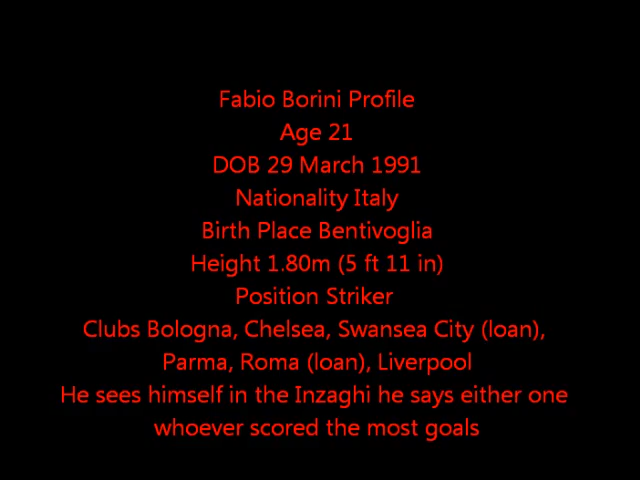 Fabio Borini Profile
Age 21
DOB 29 March 1991
Nationality Italy
Birth Place Bentivoglia
Height 1.80m (5 ft 11 in)
Position Striker
Clubs Bologna, Chelsea, Swansea City (loan),
Parma, Roma (loan), Liverpool
He sees himself in the Inzaghi he says either one
whoever scored the most goals